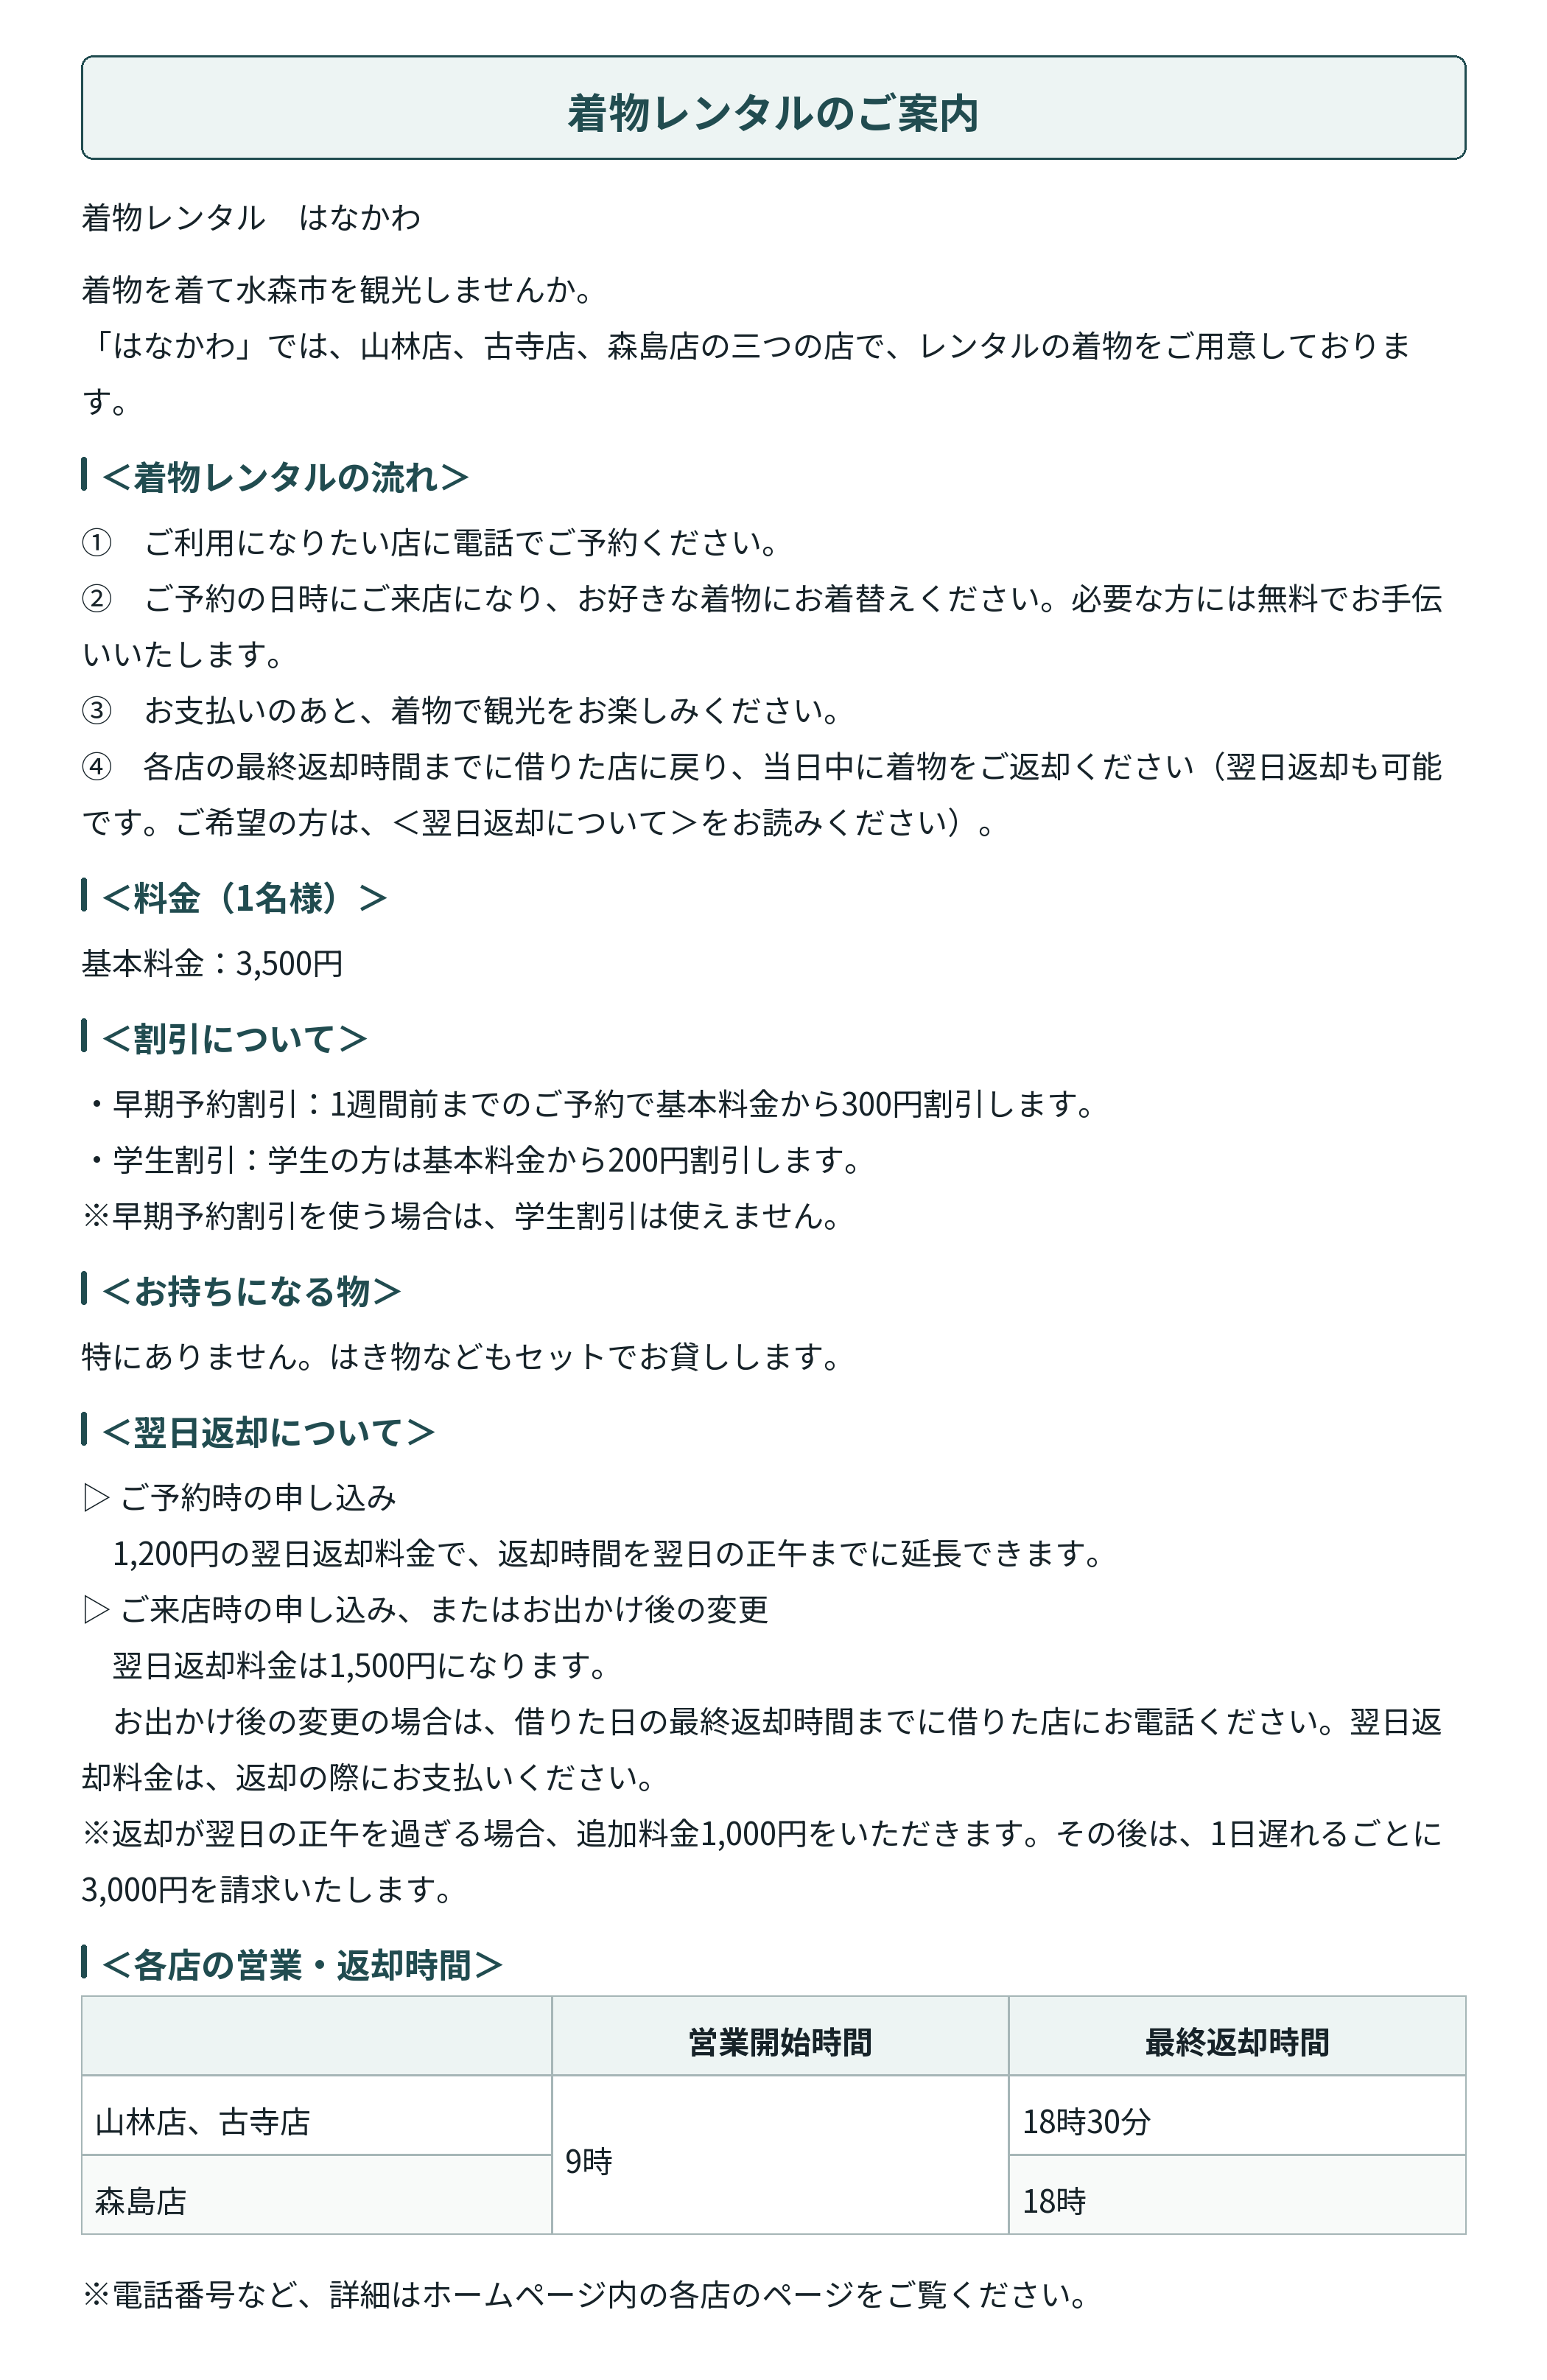 着物レンタルのご案内
着物レンタル　はなかわ
着物を着て水森市を観光しませんか。
「はなかわ」では、山林店、古寺店、森島店の三つの店で、レンタルの着物をご用意しておりま
す。
＜着物レンタルの流れ＞
①　ご利用になりたい店に電話でご予約ください。
②　ご予約の日時にご来店になり、お好きな着物にお着替えください。必要な方には無料でお手伝
いいたします。
③　お支払いのあと、着物で観光をお楽しみください。
④　各店の最終返却時間までに借りた店に戻り、当日中に着物をご返却ください（翌日返却も可能
です。ご希望の方は、＜翌日返却について＞をお読みください）。
＜料金（1名様）＞
基本料金：3,500円
＜割引について＞
・早期予約割引：1週間前までのご予約で基本料金から300円割引します。
・学生割引：学生の方は基本料金から200円割引します。
※早期予約割引を使う場合は、学生割引は使えません。
＜お持ちになる物＞
特にありません。はき物などもセットでお貸しします。
＜翌日返却について＞
▷ ご予約時の申し込み
　1,200円の翌日返却料金で、返却時間を翌日の正午までに延長できます。
▷ ご来店時の申し込み、またはお出かけ後の変更
　翌日返却料金は1,500円になります。
　お出かけ後の変更の場合は、借りた日の最終返却時間までに借りた店にお電話ください。翌日返
却料金は、返却の際にお支払いください。
※返却が翌日の正午を過ぎる場合、追加料金1,000円をいただきます。その後は、1日遅れるごとに
3,000円を請求いたします。
＜各店の営業・返却時間＞
営業開始時間　最終返却時間
山林店、古寺店　9時　18時30分
森島店　18時
※電話番号など、詳細はホームページ内の各店のページをご覧ください。